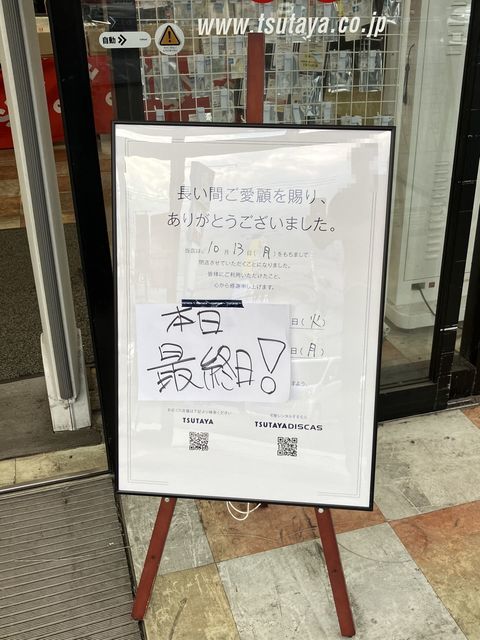 www.tsutaya.co.jp
自動
長い間ご愛顧を賜り、
ありがとうございました。
当店は、10月13日(月)をもちまして、
閉店させていただくことになりました。
皆様にご利用いただけたこと、
心から感謝申し上げます。
日(火)
本日
日(月)
最終日!
TSUTAYA
TSUTAYA DISCAS